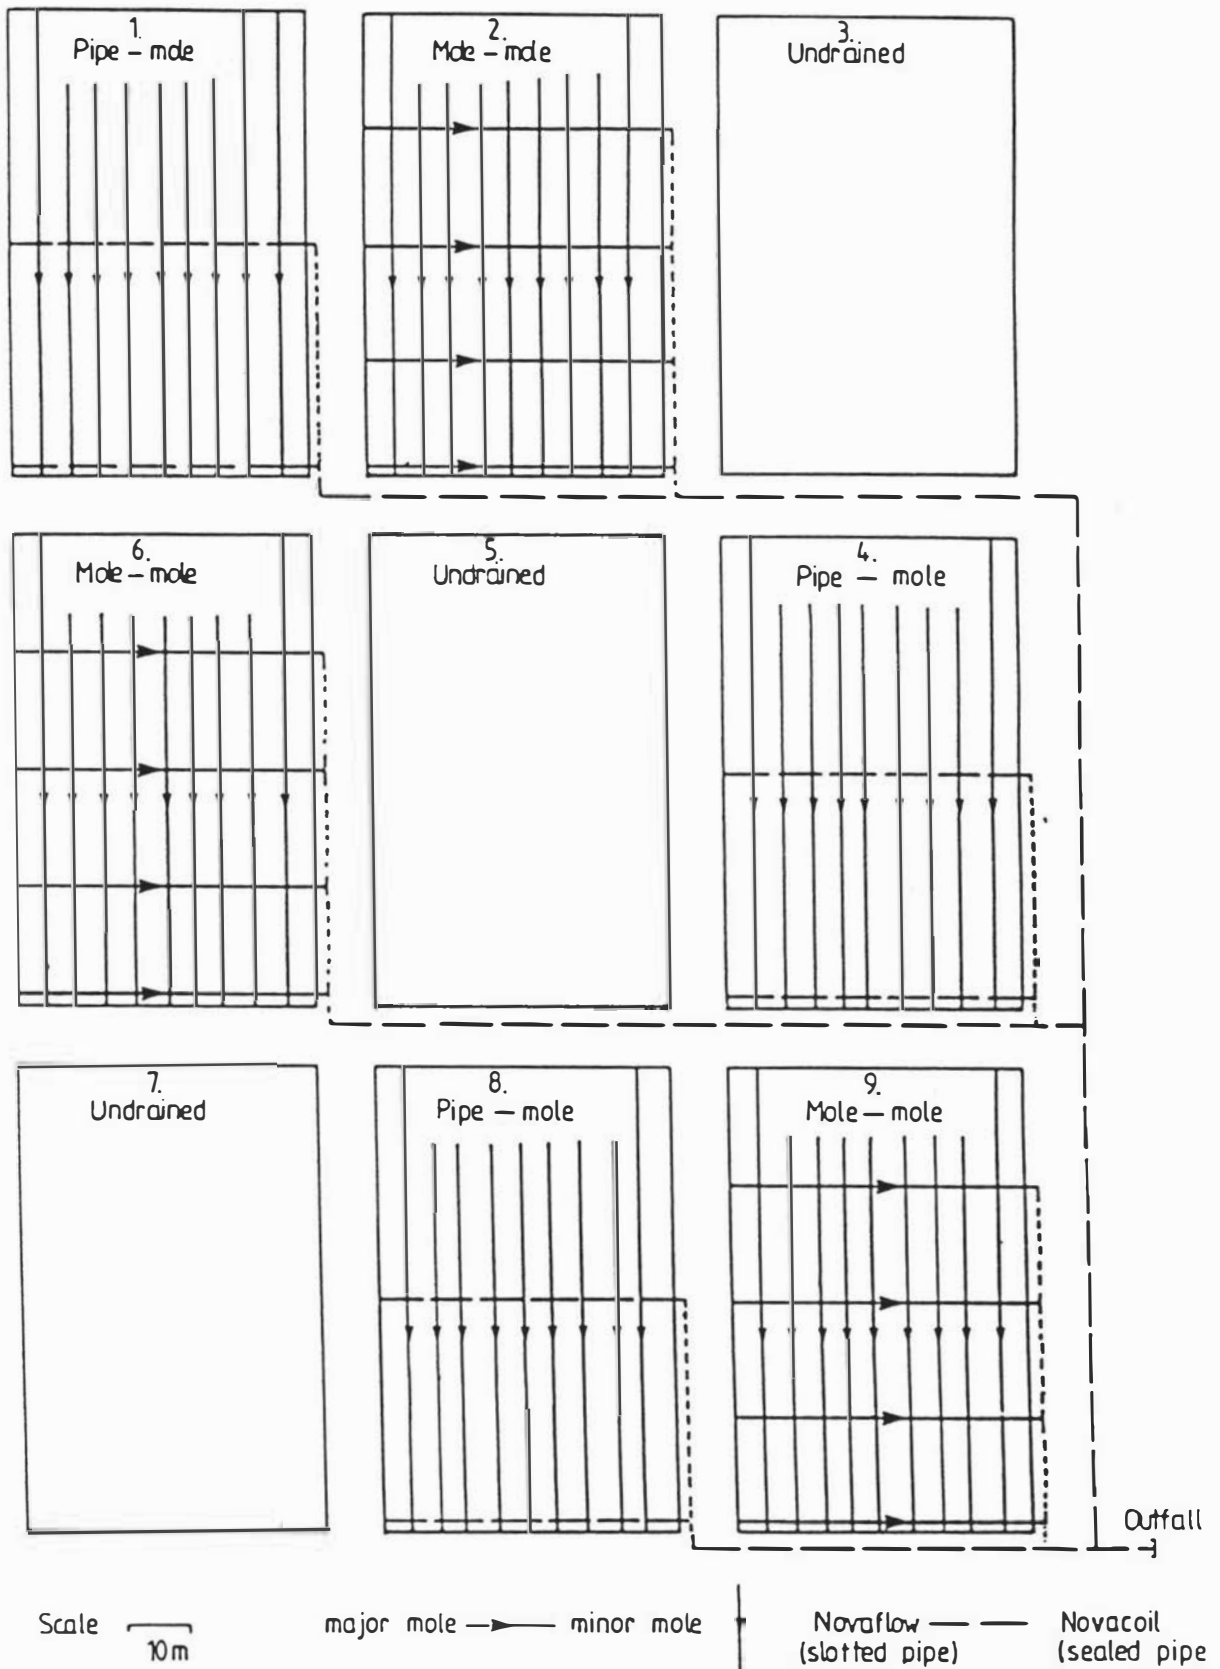 1.
Pipe – mole
2.
Mole – mole
3.
Undrained
6.
Mole – mole
5.
Undrained
4.
Pipe – mole
7.
Undrained
8.
Pipe – mole
9.
Mole – mole
Outfall
Scale
10m
major mole
minor mole
Novaflow
(slotted pipe)
Novacoil
(sealed pipe